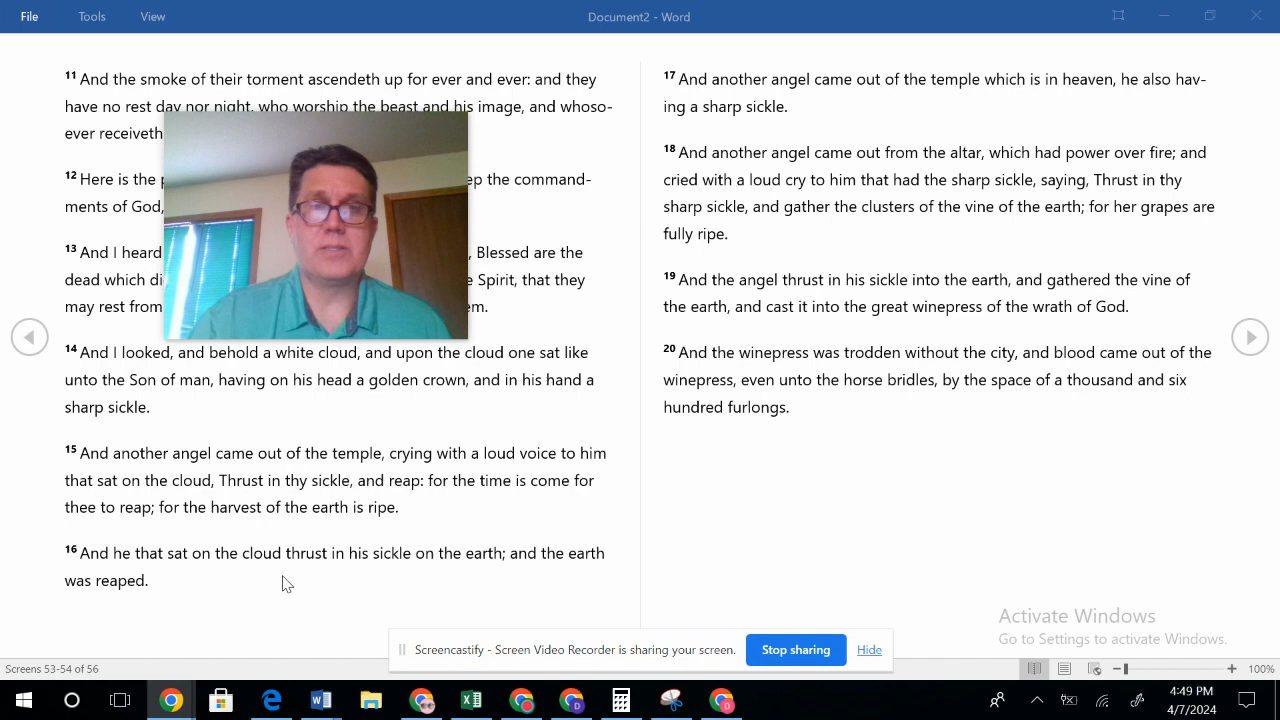 File Tools View Document2 - Word
11 And the smoke of their torment ascendeth up for ever and ever: and they
have no rest day nor night, who worship the beast and his image, and whoso-
ever receiveth
12 Here is the ep the command-
ments of God,
13 And I heard , Blessed are the
dead which di e Spirit, that they
may rest from em.
14 And I looked, and behold a white cloud, and upon the cloud one sat like
unto the Son of man, having on his head a golden crown, and in his hand a
sharp sickle.
15 And another angel came out of the temple, crying with a loud voice to him
that sat on the cloud, Thrust in thy sickle, and reap: for the time is come for
thee to reap; for the harvest of the earth is ripe.
16 And he that sat on the cloud thrust in his sickle on the earth; and the earth
was reaped.
17 And another angel came out of the temple which is in heaven, he also hav-
ing a sharp sickle.
18 And another angel came out from the altar, which had power over fire; and
cried with a loud cry to him that had the sharp sickle, saying, Thrust in thy
sharp sickle, and gather the clusters of the vine of the earth; for her grapes are
fully ripe.
19 And the angel thrust in his sickle into the earth, and gathered the vine of
the earth, and cast it into the great winepress of the wrath of God.
20 And the winepress was trodden without the city, and blood came out of the
winepress, even unto the horse bridles, by the space of a thousand and six
hundred furlongs.
Activate Windows
Go to Settings to activate Windows.
Screencastify - Screen Video Recorder is sharing your screen. Stop sharing Hide
Screens 53-54 of 56 100%
4:49 PM
4/7/2024